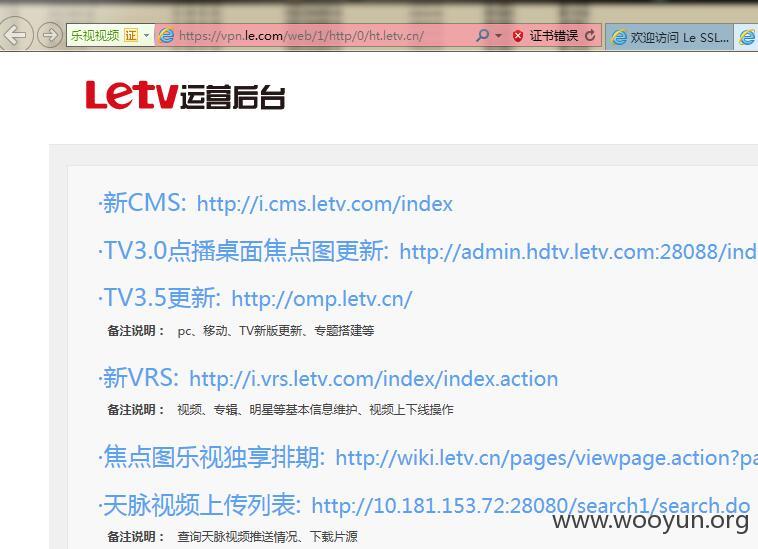 乐视视频 证 https://vpn.le.com/web/1/http/0/ht.letv.cn/ 证书错误 欢迎访问 Le SSL...
Letv运营后台
·新CMS: http://i.cms.letv.com/index
·TV3.0点播桌面焦点图更新: http://admin.hdtv.letv.com:28088/ind
·TV3.5更新: http://omp.letv.cn/
备注说明： pc、移动、TV新版更新、专题搭建等
·新VRS: http://i.vrs.letv.com/index/index.action
备注说明： 视频、专辑、明星等基本信息维护、视频上下线操作
·焦点图乐视独享排期: http://wiki.letv.cn/pages/viewpage.action?pa
·天脉视频上传列表: http://10.181.153.72:28080/search1/search.do
www.wooyun.org
备注说明： 查询天脉视频推送情况、下载片源